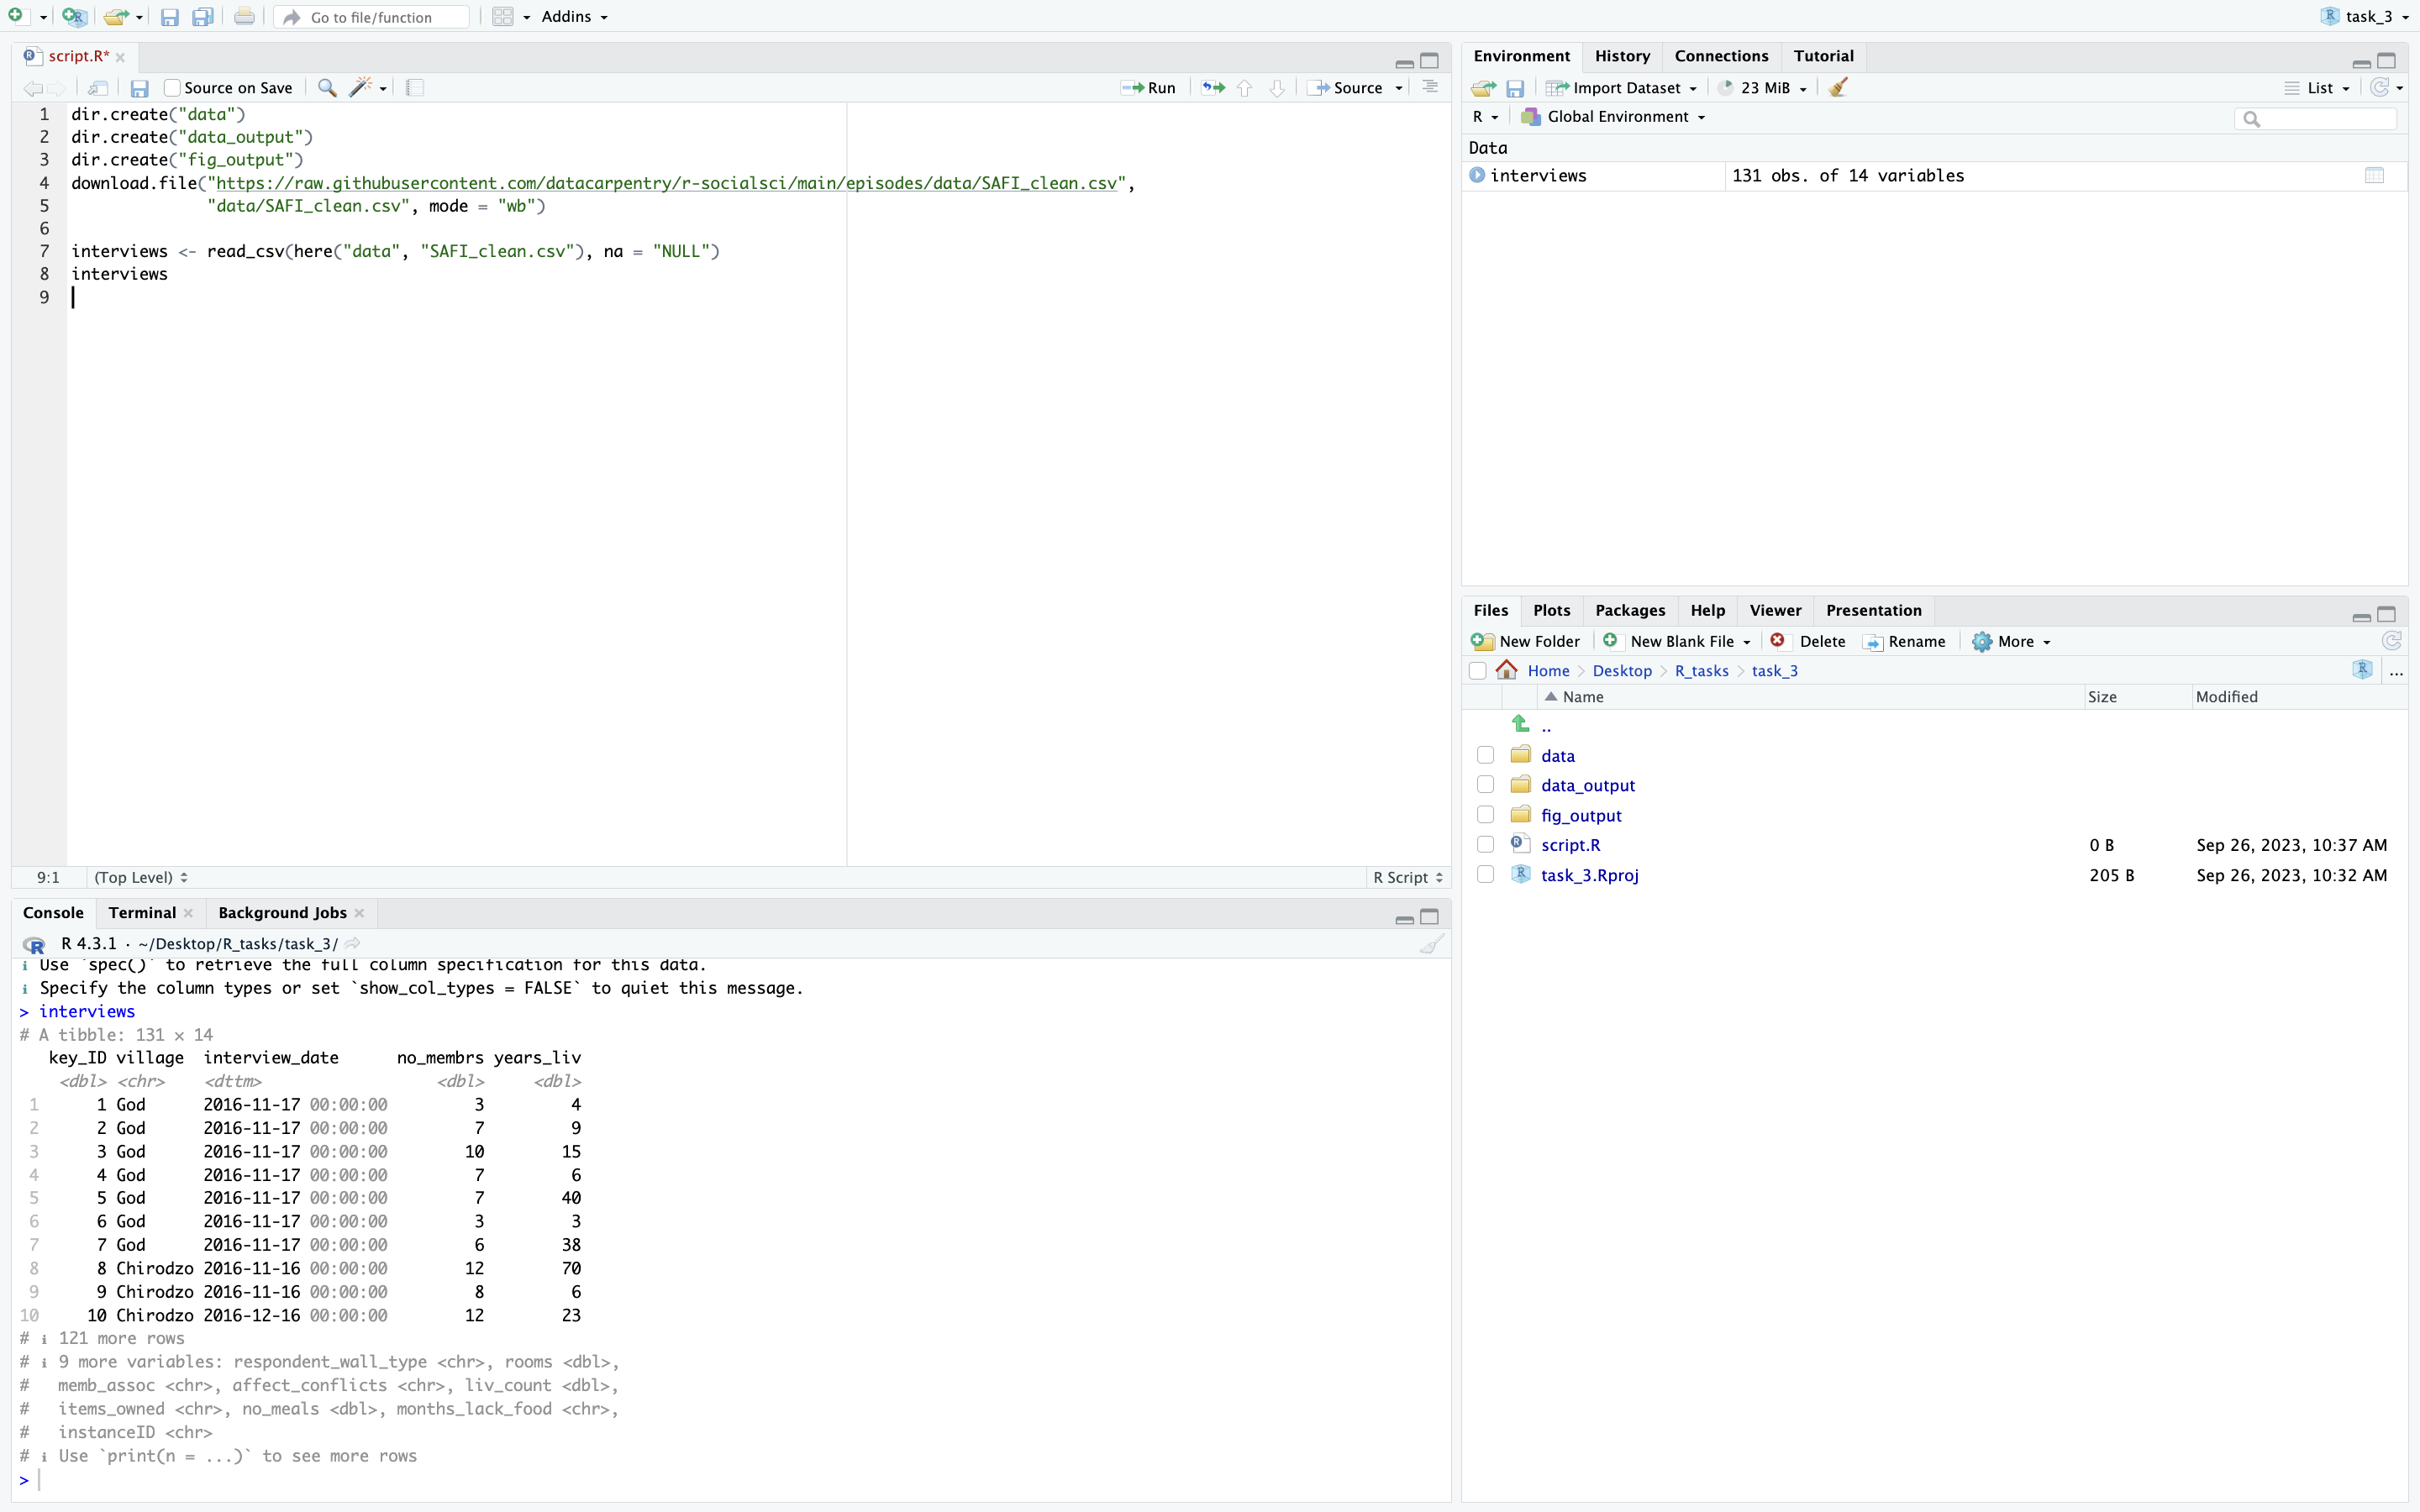 Go to file/function
Addins
task_3
script.R*
Source on Save
Run
Source
1 dir.create("data")
2 dir.create("data_output")
3 dir.create("fig_output")
4 download.file("https://raw.githubusercontent.com/datacarpentry/r-socialsci/main/episodes/data/SAFI_clean.csv",
5 "data/SAFI_clean.csv", mode = "wb")
6
7 interviews <- read_csv(here("data", "SAFI_clean.csv"), na = "NULL")
8 interviews
9
9:1 (Top Level) R Script
Console Terminal Background Jobs
R 4.3.1 · ~/Desktop/R_tasks/task_3/
i Use `spec()` to retrieve the full column specification for this data.
i Specify the column types or set `show_col_types = FALSE` to quiet this message.
> interviews
# A tibble: 131 × 14
key_ID village interview_date no_membrs years_liv
<dbl> <chr> <dttm> <dbl> <dbl>
1 1 God 2016-11-17 00:00:00 3 4
2 2 God 2016-11-17 00:00:00 7 9
3 3 God 2016-11-17 00:00:00 10 15
4 4 God 2016-11-17 00:00:00 7 6
5 5 God 2016-11-17 00:00:00 7 40
6 6 God 2016-11-17 00:00:00 3 3
7 7 God 2016-11-17 00:00:00 6 38
8 8 Chirodzo 2016-11-16 00:00:00 12 70
9 9 Chirodzo 2016-11-16 00:00:00 8 6
10 10 Chirodzo 2016-12-16 00:00:00 12 23
# i 121 more rows
# i 9 more variables: respondent_wall_type <chr>, rooms <dbl>,
# memb_assoc <chr>, affect_conflicts <chr>, liv_count <dbl>,
# items_owned <chr>, no_meals <dbl>, months_lack_food <chr>,
# instanceID <chr>
# i Use `print(n = ...)` to see more rows
>
Environment History Connections Tutorial
Import Dataset 23 MiB List
R Global Environment
Data
interviews 131 obs. of 14 variables
Files Plots Packages Help Viewer Presentation
New Folder New Blank File Delete Rename More
Home Desktop R_tasks task_3 ...
Name Size Modified
..
data
data_output
fig_output
script.R 0 B Sep 26, 2023, 10:37 AM
task_3.Rproj 205 B Sep 26, 2023, 10:32 AM